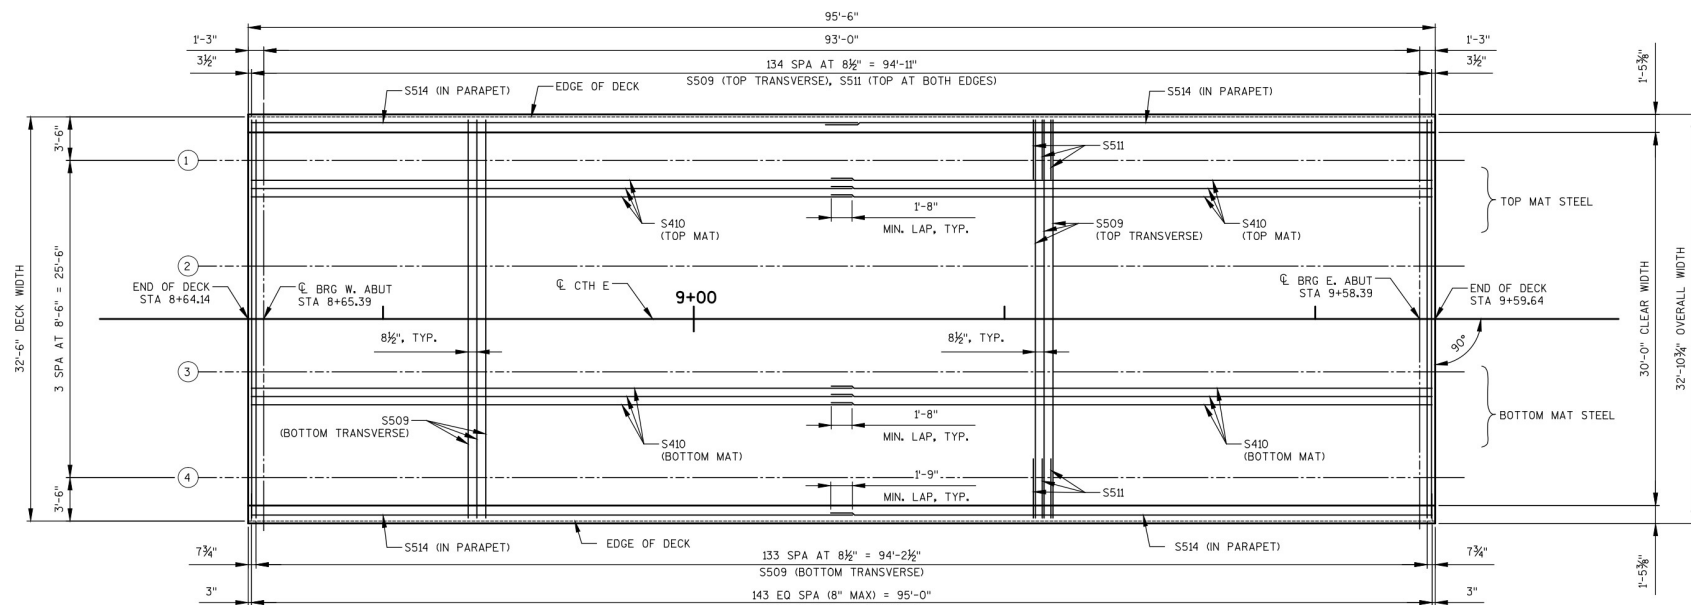 95'-6"
1'-3"
93'-0"
1'-3"
3½"
134 SPA AT 8½" = 94'-11"
3½"
S509 (TOP TRANSVERSE), S511 (TOP AT BOTH EDGES)
1'-5⅜"
S514 (IN PARAPET)
EDGE OF DECK
S514 (IN PARAPET)
3'-6"
1
S511
TOP MAT STEEL
1'-8"
MIN. LAP, TYP.
S410
(TOP MAT)
S509
(TOP TRANSVERSE)
S410
(TOP MAT)
2
32'-6" DECK WIDTH
3 SPA AT 8'-6" = 25'-6"
END OF DECK
STA 8+64.14
℄ BRG W. ABUT
STA 8+65.39
℄ CTH E
9+00
℄ BRG E. ABUT
STA 9+58.39
END OF DECK
STA 9+59.64
30'-0" CLEAR WIDTH
32'-10¾" OVERALL WIDTH
8½", TYP.
8½", TYP.
90°
3
S509
(BOTTOM TRANSVERSE)
1'-8"
MIN. LAP, TYP.
S410
(BOTTOM MAT)
S410
(BOTTOM MAT)
BOTTOM MAT STEEL
4
1'-9"
MIN. LAP, TYP.
S511
3'-6"
S514 (IN PARAPET)
EDGE OF DECK
S514 (IN PARAPET)
7¾"
133 SPA AT 8½" = 94'-2½"
7¾"
S509 (BOTTOM TRANSVERSE)
1'-5⅜"
3"
143 EQ SPA (8" MAX) = 95'-0"
3"